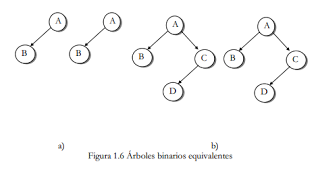 A A A A
B B B C B C
D D
a) b)
Figura 1.6 Árboles binarios equivalentes